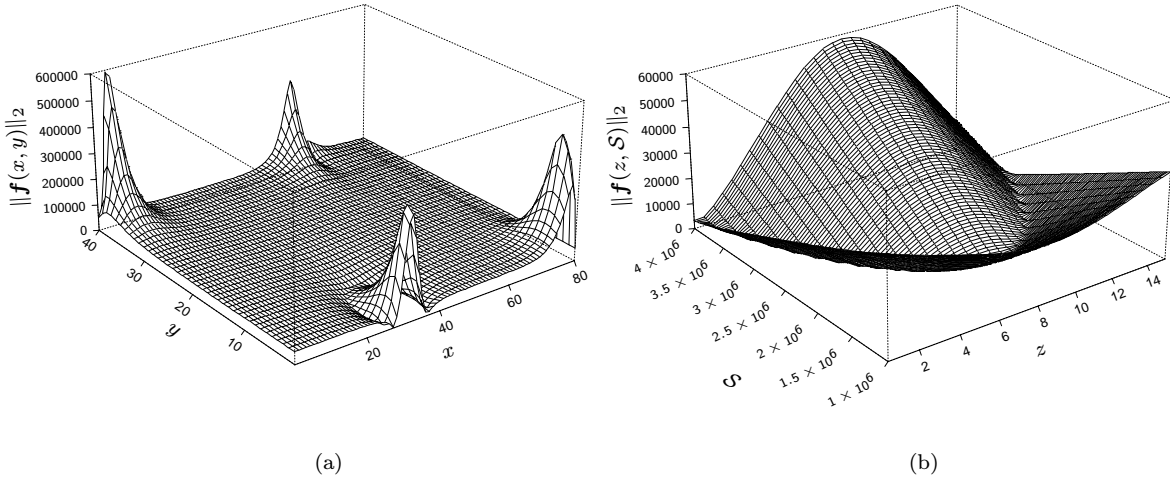 600000
500000
400000
300000
200000
100000
0
||f(x, y)||₂
40
30
20
10
y
20
40
60
80
x
(a)
60000
50000
40000
30000
20000
10000
0
||f(z, 𝒮)||₂
4 × 10⁶
3.5 × 10⁶
3 × 10⁶
2.5 × 10⁶
2 × 10⁶
1.5 × 10⁶
1 × 10⁶
𝒮
2
4
6
8
10
12
14
z
(b)